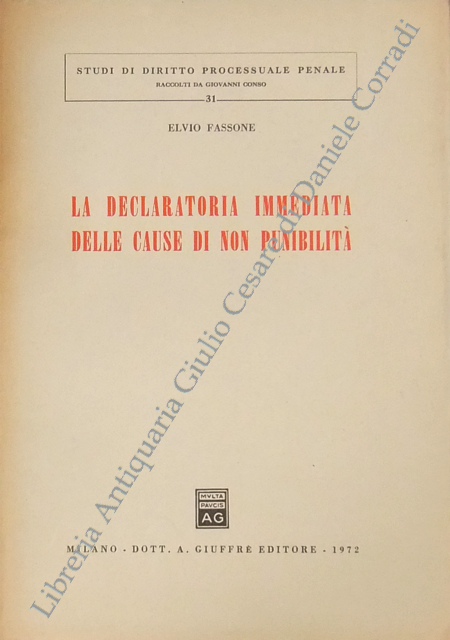 STUDI DI DIRITTO PROCESSUALE PENALE
RACCOLTI DA GIOVANNI CONSO
31
ELVIO FASSONE
LA DECLARATORIA IMMEDIATA
DELLE CAUSE DI NON PUNIBILITÀ
MVLTA
PAVCIS
AG
MILANO - DOTT. A. GIUFFRÈ EDITORE - 1972
Libreria Antiquaria Giulio Cesare di Daniele Corradi